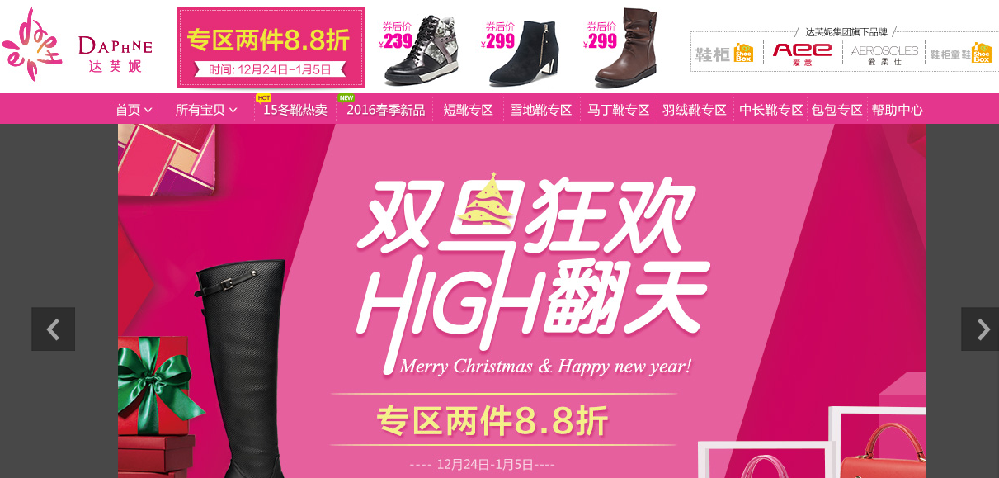 DAPHNE
达芙妮
专区两件8.8折
时间: 12月24日-1月5日
券后价
¥239
券后价
¥299
券后价
¥299
达芙妮集团旗下品牌
鞋柜 Shoe Box
AEE
爱意
AEROSOLES
爱柔仕
鞋柜童鞋 Shoe Box
HOT
NEW
首页 所有宝贝 15冬靴热卖 2016春季新品 短靴专区 雪地靴专区 马丁靴专区 羽绒靴专区 中长靴专区 包包专区 帮助中心
双旦狂欢
HIGH翻天
Merry Christmas & Happy new year!
专区两件8.8折
---- 12月24日-1月5日----